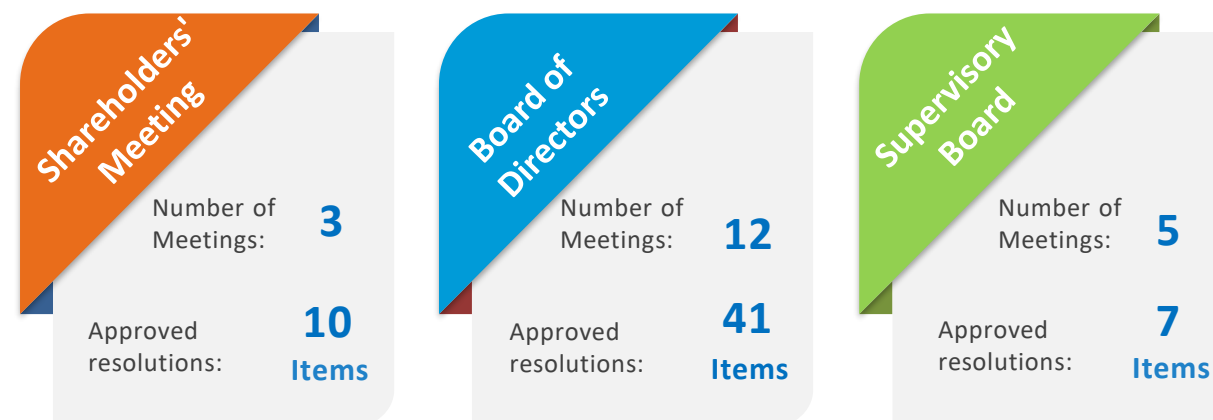 Shareholders'
Meeting
Number of
Meetings:
3
Approved
resolutions:
10
Items
Board of
Directors
Number of
Meetings:
12
Approved
resolutions:
41
Items
Supervisory
Board
Number of
Meetings:
5
Approved
resolutions:
7
Items